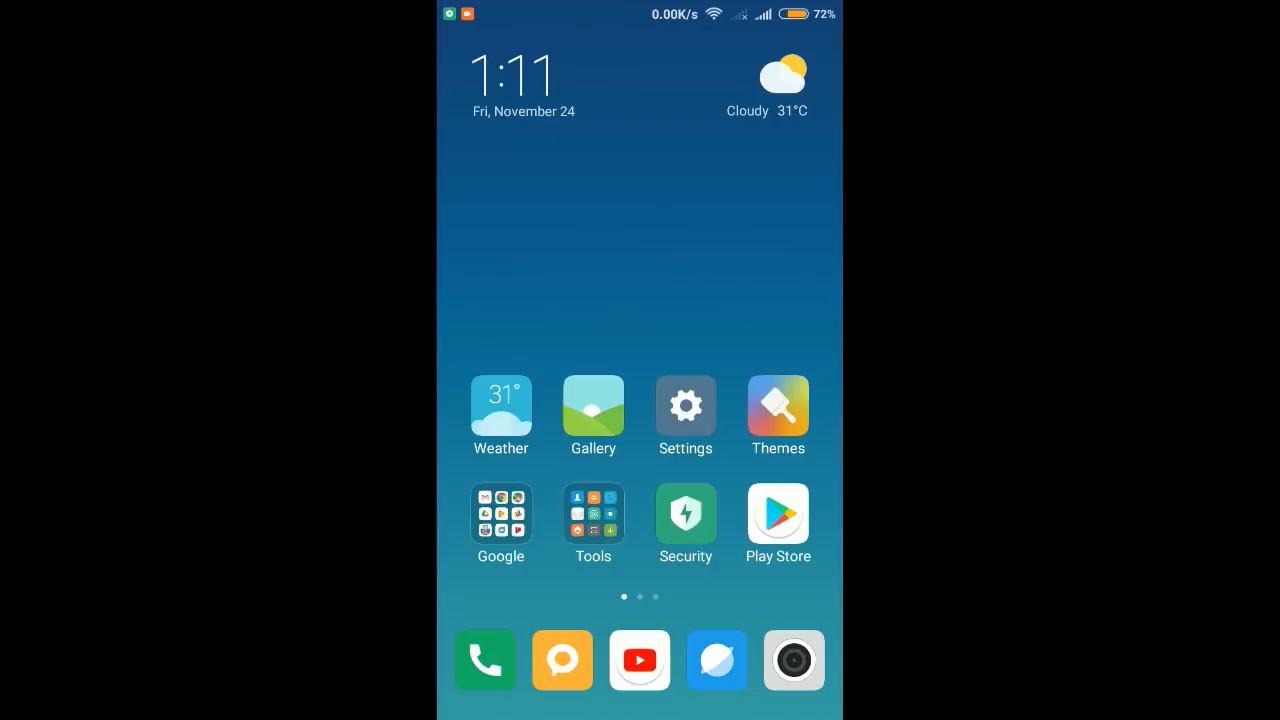 0.00K/s 72%
1:11
Fri, November 24
Cloudy 31°C
31°
Weather Gallery Settings Themes
Google Tools Security Play Store